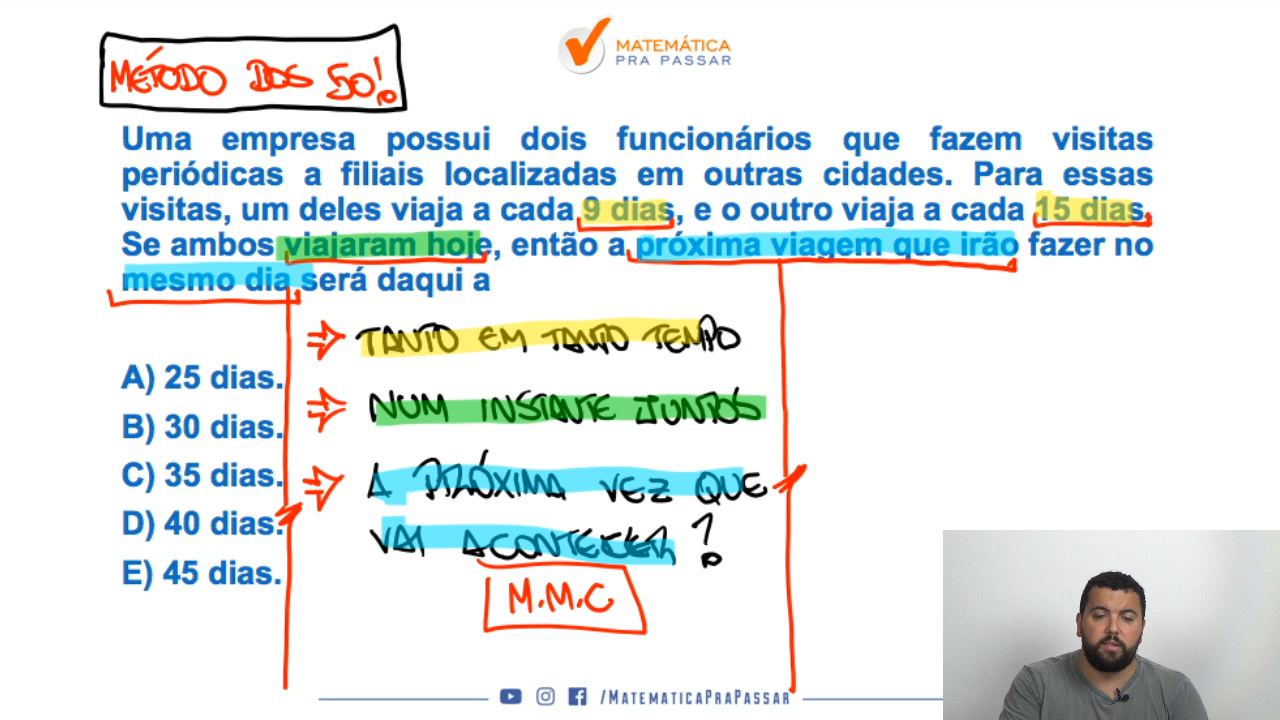 MÉTODO DOS 50!
MATEMÁTICA
PRA PASSAR
Uma empresa possui dois funcionários que fazem visitas
periódicas a filiais localizadas em outras cidades. Para essas
visitas, um deles viaja a cada 9 dias, e o outro viaja a cada 15 dias.
Se ambos viajaram hoje, então a próxima viagem que irão fazer no
mesmo dia será daqui a
⇒ TANTO EM TANTO TEMPO
A) 25 dias.
⇒ NUM INSTANTE JUNTOS
B) 30 dias.
C) 35 dias.
⇒ A PRÓXIMA VEZ QUE
D) 40 dias.
VAI ACONTECER?
E) 45 dias.
M.M.C
/MATEMATICAPRAPASSAR